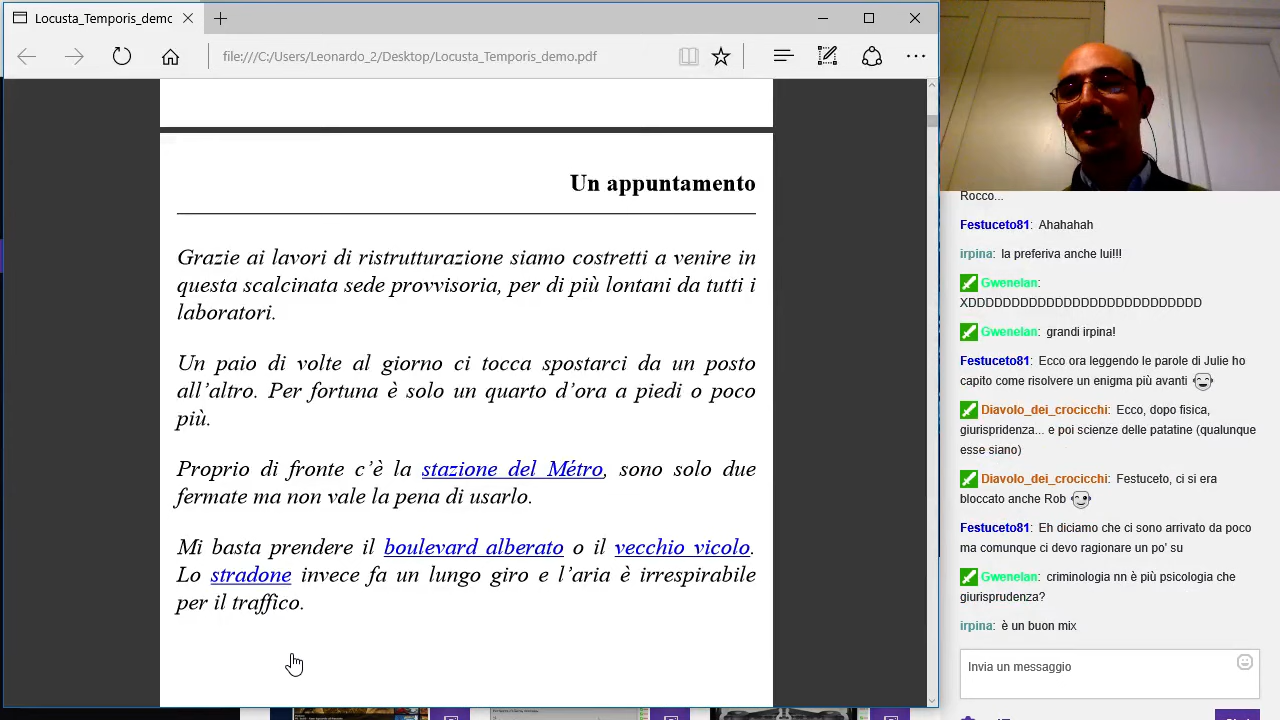 Locusta_Temporis_demo
file:///C:/Users/Leonardo_2/Desktop/Locusta_Temporis_demo.pdf
Un appuntamento
Grazie ai lavori di ristrutturazione siamo costretti a venire in
questa scalcinata sede provvisoria, per di più lontani da tutti i
laboratori.
Un paio di volte al giorno ci tocca spostarci da un posto
all’altro. Per fortuna è solo un quarto d’ora a piedi o poco
più.
Proprio di fronte c’è la stazione del Métro, sono solo due
fermate ma non vale la pena di usarlo.
Mi basta prendere il boulevard alberato o il vecchio vicolo.
Lo stradone invece fa un lungo giro e l’aria è irrespirabile
per il traffico.
Rocco...
Festuceto81: Ahahahah
irpina: la preferiva anche lui!!!
Gwenelan:
XDDDDDDDDDDDDDDDDDDDDDDDDDD
Gwenelan: grandi irpina!
Festuceto81: Ecco ora leggendo le parole di Julie ho
capito come risolvere un enigma più avanti
Diavolo_dei_crocicchi: Ecco, dopo fisica,
giurispridenza... e poi scienze delle patatine (qualunque
esse siano)
Diavolo_dei_crocicchi: Festuceto, ci si era
bloccato anche Rob
Festuceto81: Eh diciamo che ci sono arrivato da poco
ma comunque ci devo ragionare un po' su
Gwenelan: criminologia nn è più psicologia che
giurisprudenza?
irpina: è un buon mix
Invia un messaggio